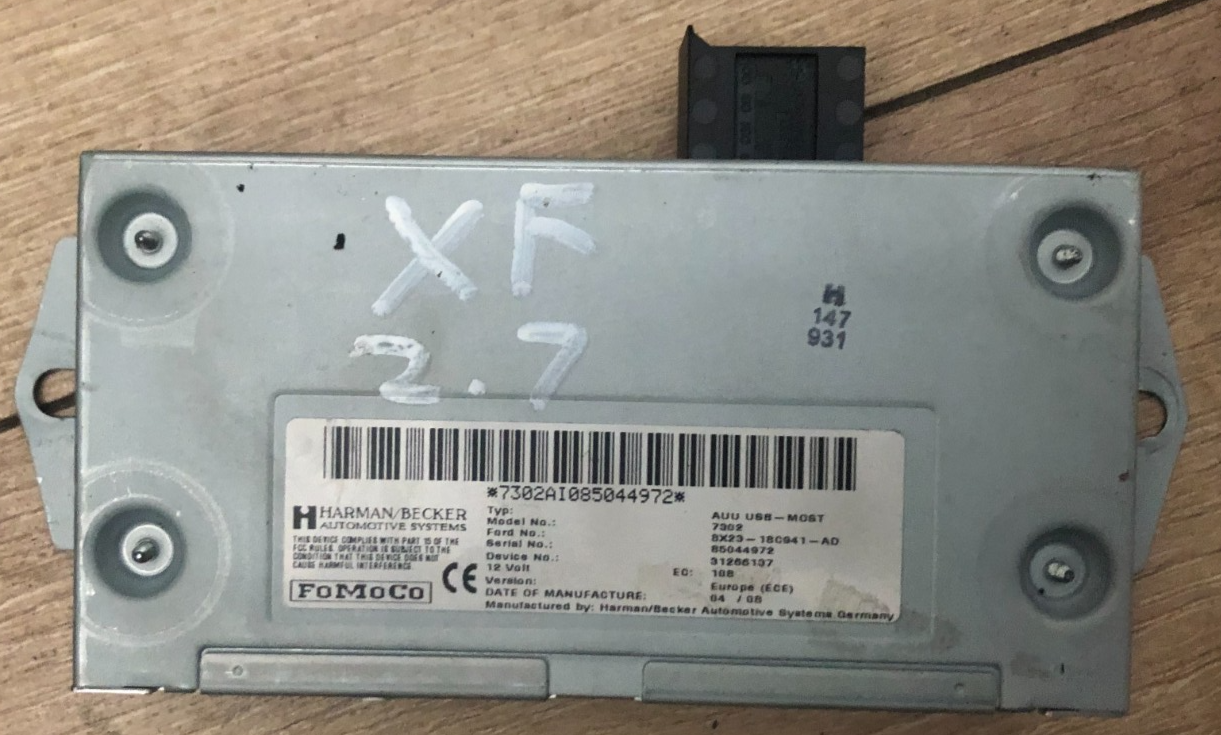 XF
2.7
H
147
931
*7302AI085044972*
HARMAN/BECKER
AUTOMOTIVE SYSTEMS
THIS DEVICE COMPLIES WITH PART 15 OF THE
FCC RULES. OPERATION IS SUBJECT TO THE
CONDITION THAT THIS DEVICE DOES NOT
CAUSE HARMFUL INTERFERENCE
FoMoCo
CE
Typ: AUU USB-MOST
Model No.: 7302
Ford No.: 8X23-18C941-AD
Serial No.: 85044972
Device No.: 31266137
12 Volt EC: 108
Version: Europe (ECE)
DATE OF MANUFACTURE: 04 / 08
Manufactured by: Harman/Becker Automotive Systems Germany